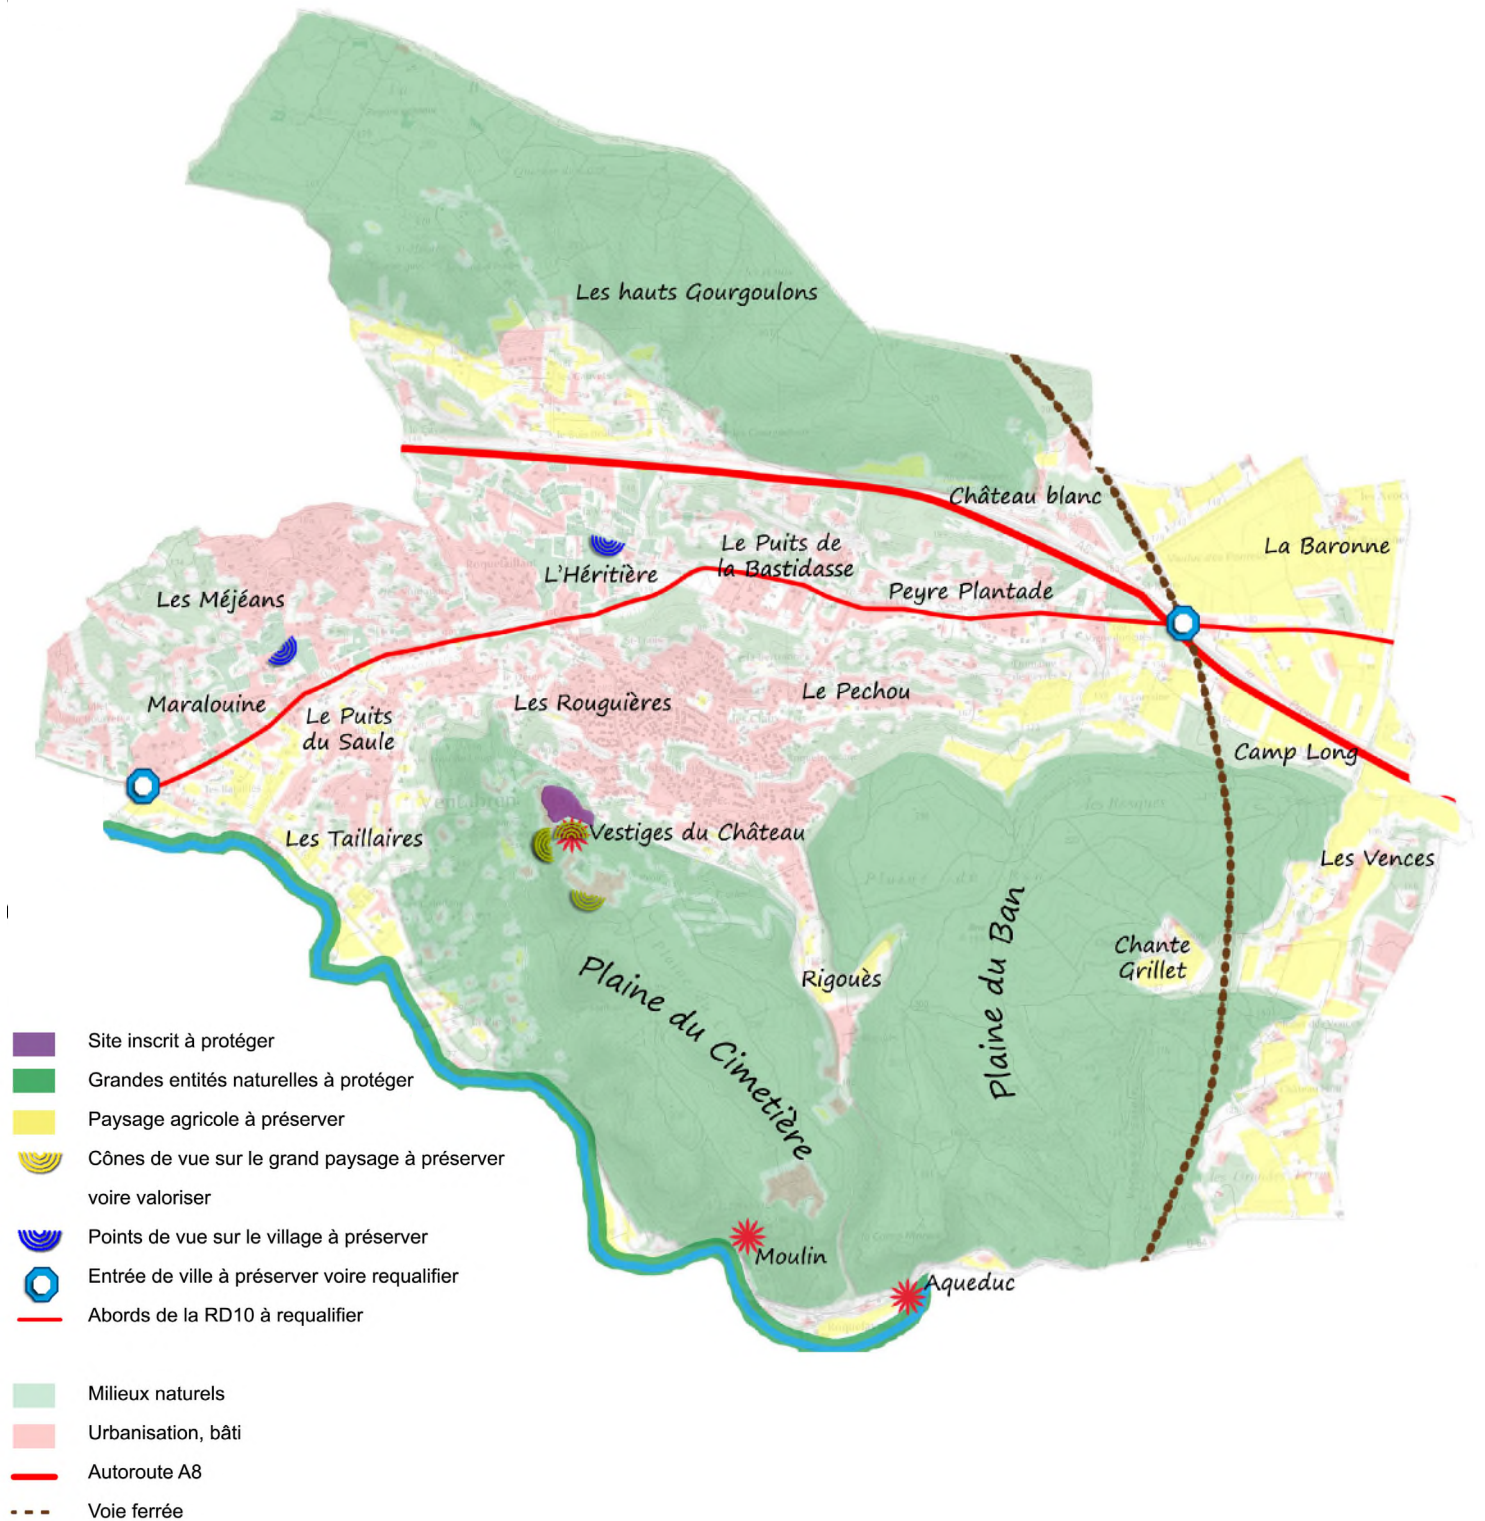 Les hauts Gourgoulons
Château blanc
La Baronne
Le Puits de
la Bastidasse
L'Héritière
Peyre Plantade
Les Méjéans
Maralouine
Le Puits
du Saule
Les Rouguières
Le Pechou
Camp Long
Les Taillaires
Ventabren
Vestiges du Château
Les Vences
Plaine du Ban
Chante
Grillet
Rigouès
Plaine du Cimetière
Moulin
Aqueduc
Site inscrit à protéger
Grandes entités naturelles à protéger
Paysage agricole à préserver
Cônes de vue sur le grand paysage à préserver
voire valoriser
Points de vue sur le village à préserver
Entrée de ville à préserver voire requalifier
Abords de la RD10 à requalifier
Milieux naturels
Urbanisation, bâti
Autoroute A8
Voie ferrée